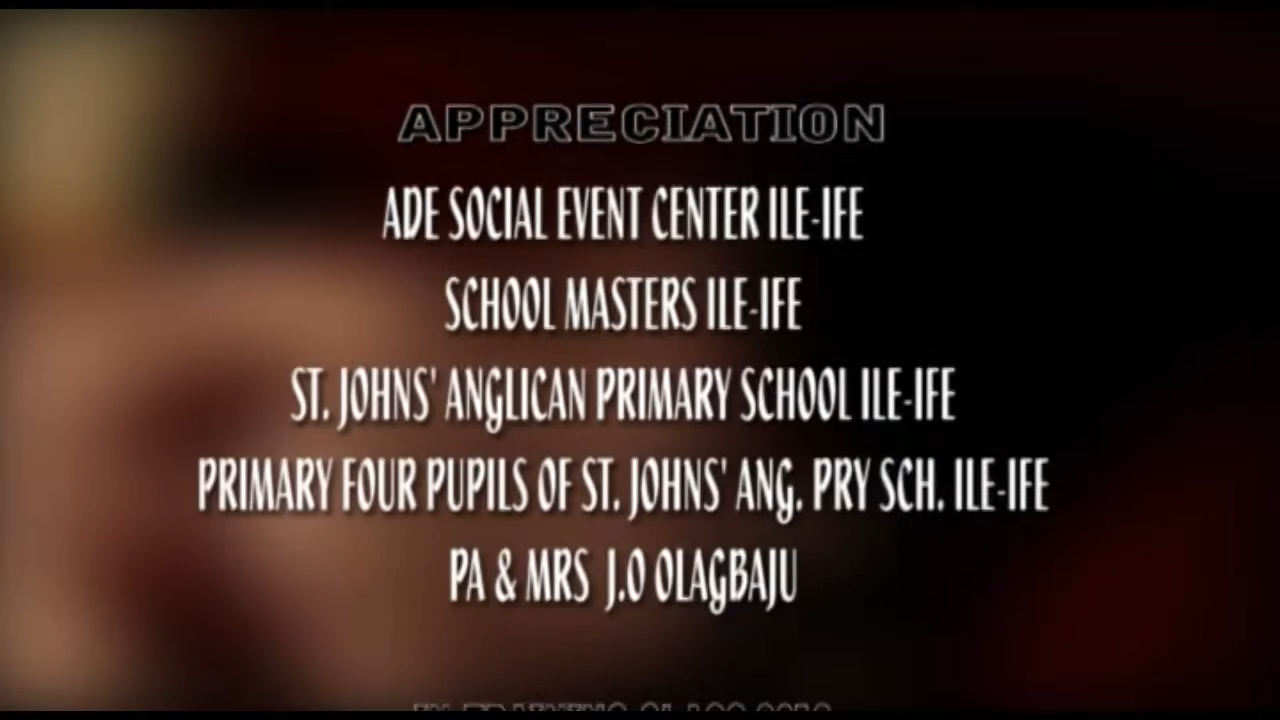 APPRECIATION
ADE SOCIAL EVENT CENTER ILE-IFE
SCHOOL MASTERS ILE-IFE
ST. JOHNS' ANGLICAN PRIMARY SCHOOL ILE-IFE
PRIMARY FOUR PUPILS OF ST. JOHNS' ANG. PRY SCH. ILE-IFE
PA & MRS J.O OLAGBAJU